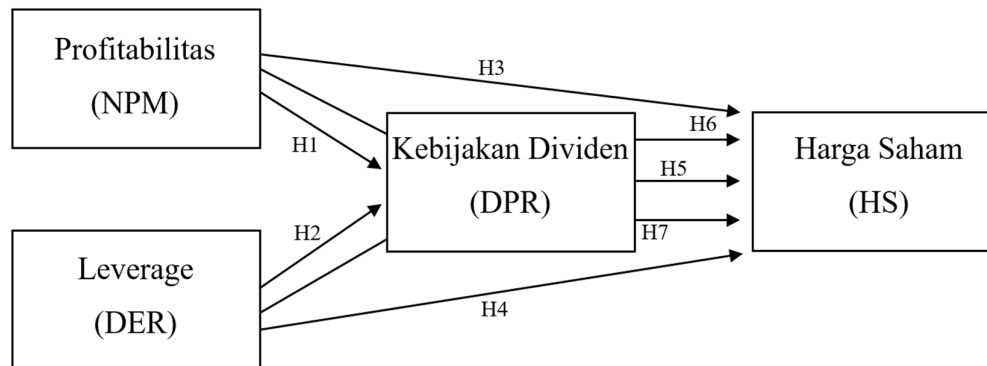 Profitabilitas
(NPM)
H3
H1
Kebijakan Dividen
(DPR)
H6
H5
H7
Harga Saham
(HS)
H2
Leverage
(DER)
H4